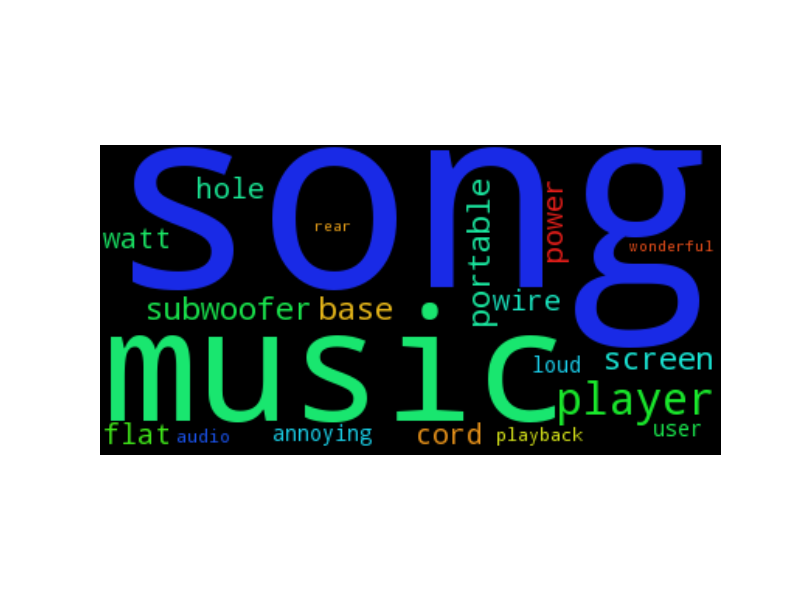 song
hole
portable
power
rear
watt
wonderful
subwoofer base wire
music
loud screen
player
flat audio annoying cord playback user